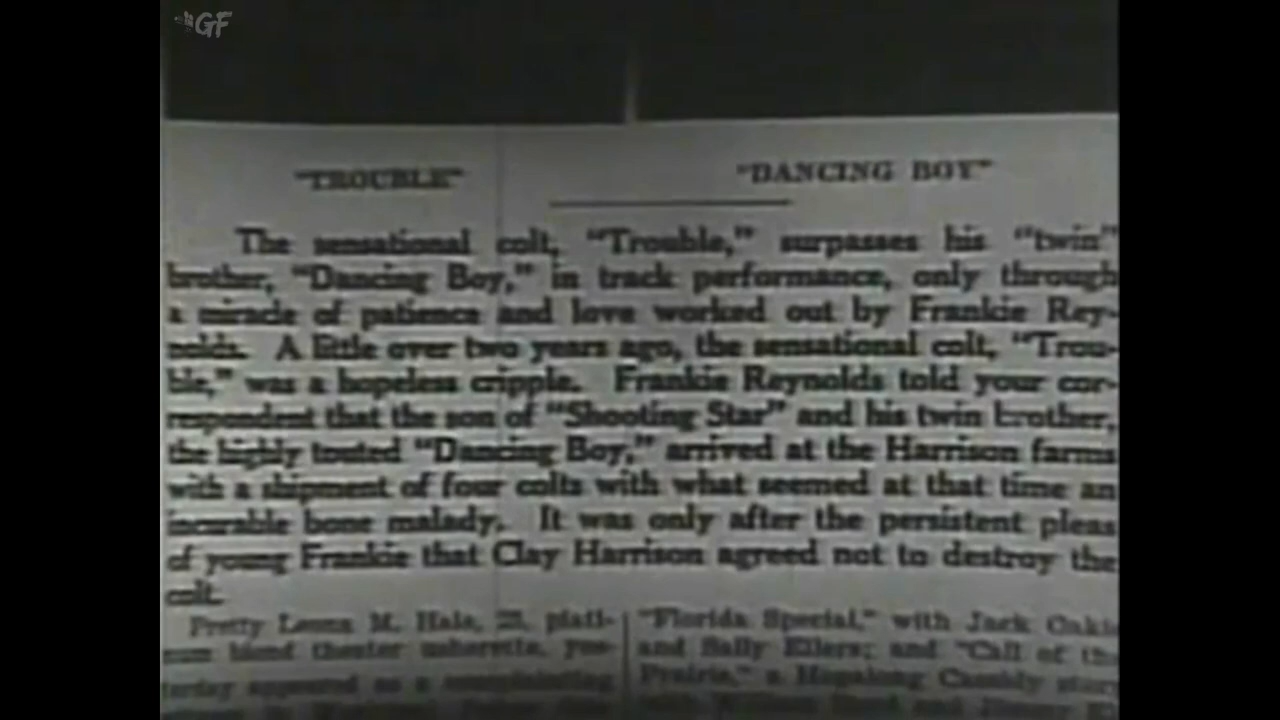 GF
"TROUBLE" "DANCING BOY"
The sensational colt, "Trouble," surpasses his "twin"
brother, "Dancing Boy," in track performance, only through
a miracle of patience and love worked out by Frankie Rey-
nolds. A little over two years ago, the sensational colt, "Trou-
ble," was a hopeless cripple. Frankie Reynolds told your cor-
respondent that the son of "Shooting Star" and his twin brother,
the highly touted "Dancing Boy," arrived at the Harrison farms
with a shipment of four colts with what seemed at that time an
incurable bone malady. It was only after the persistent pleas
of young Frankie that Clay Harrison agreed not to destroy the
colt.
Pretty Leona M. Hale, plati-
num blond theater usherette, yes-
terday appeared as a complaining
"Florida Special," with Jack Oakie
and Sally Eilers; and "Call of the
Prairie," a Hopalong Cassidy story